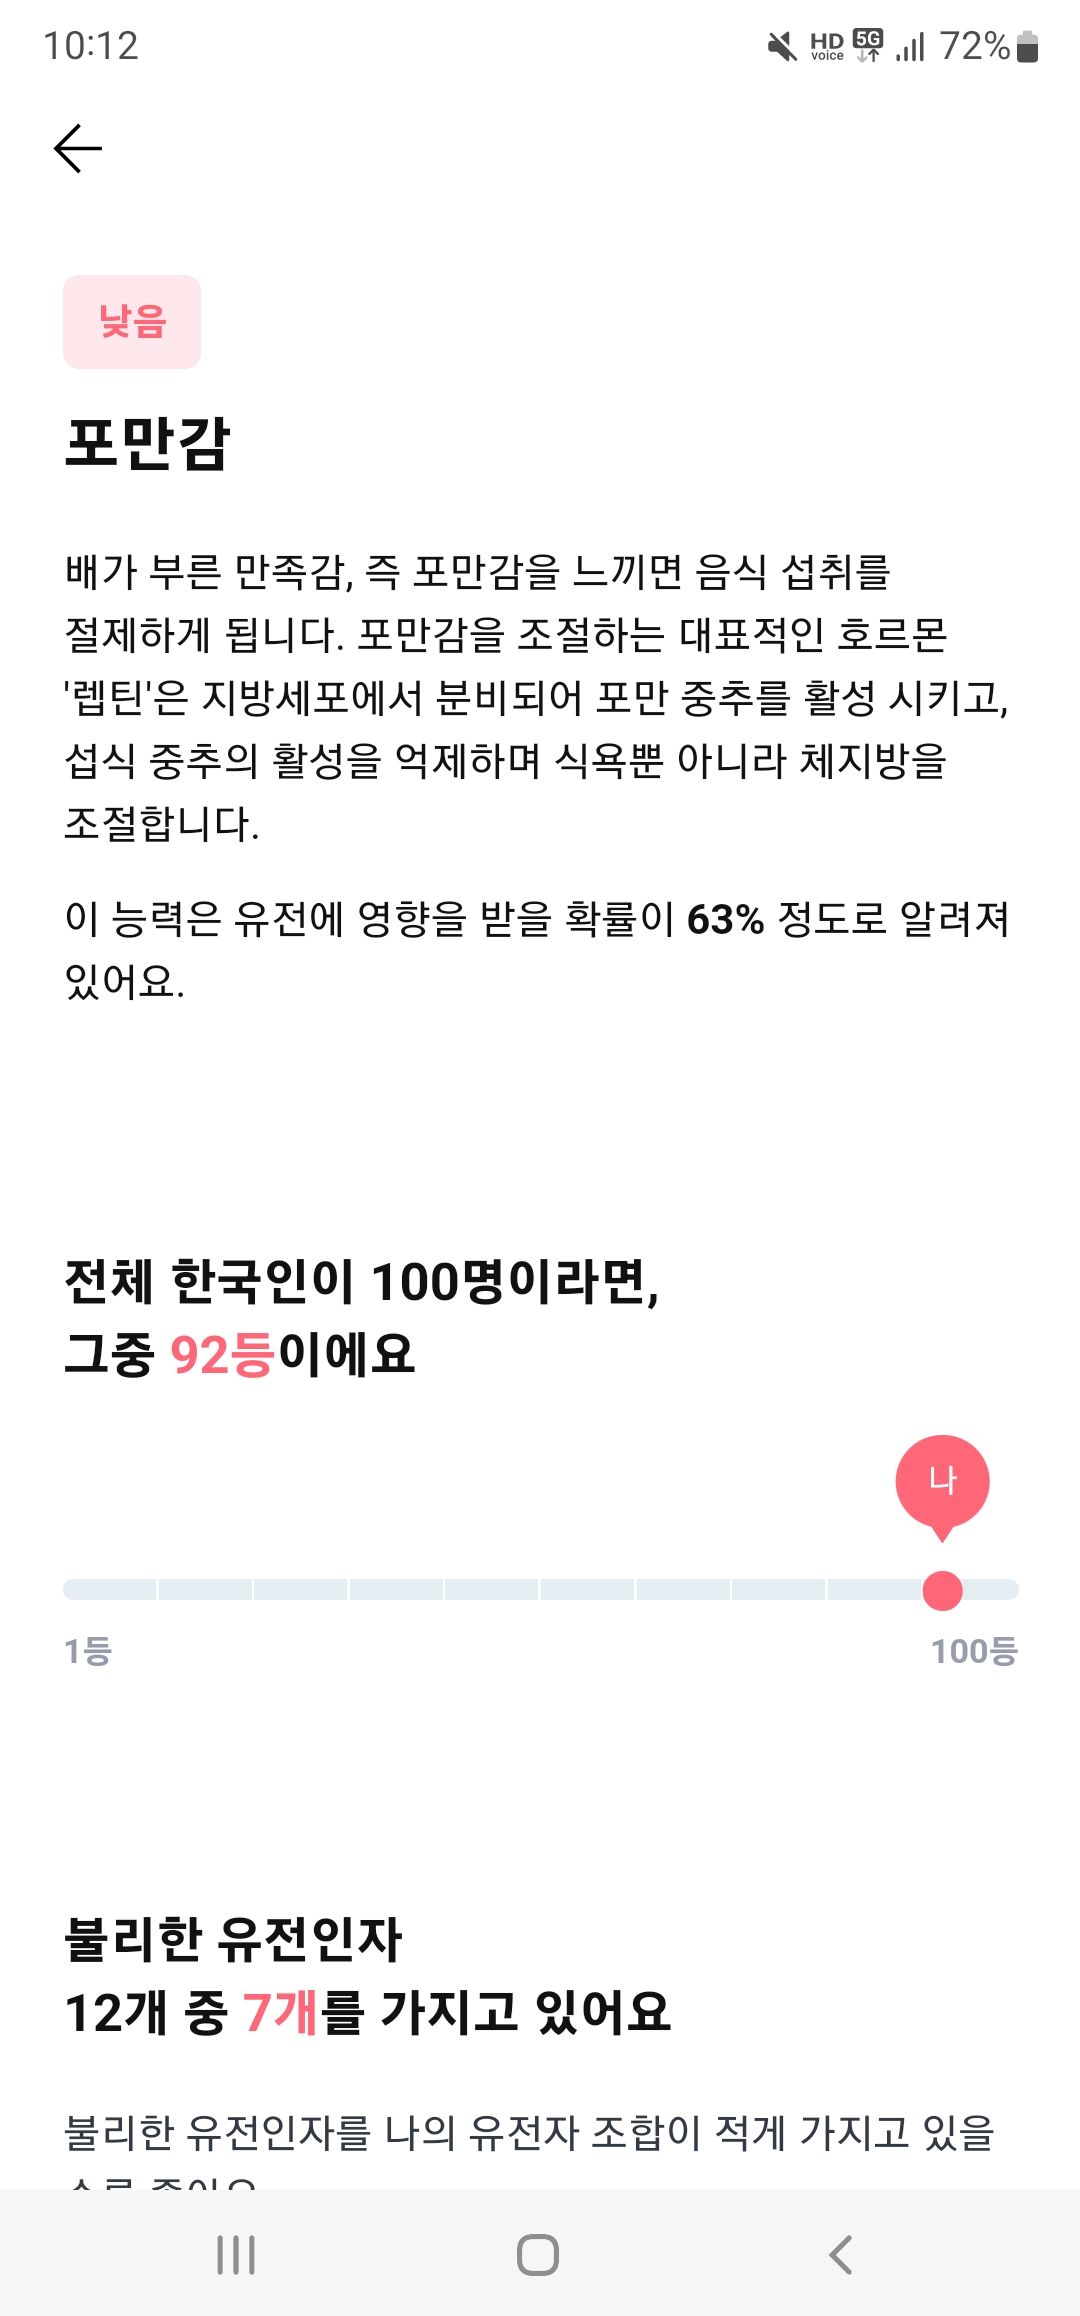 10:12
HD voice 5G 72%
낮음
포만감
배가 부른 만족감, 즉 포만감을 느끼면 음식 섭취를
절제하게 됩니다. 포만감을 조절하는 대표적인 호르몬
'렙틴'은 지방세포에서 분비되어 포만 중추를 활성 시키고,
섭식 중추의 활성을 억제하며 식욕뿐 아니라 체지방을
조절합니다.
이 능력은 유전에 영향을 받을 확률이 63% 정도로 알려져
있어요.
전체 한국인이 100명이라면,
그중 92등이에요
나
1등 100등
불리한 유전인자
12개 중 7개를 가지고 있어요
불리한 유전인자를 나의 유전자 조합이 적게 가지고 있을